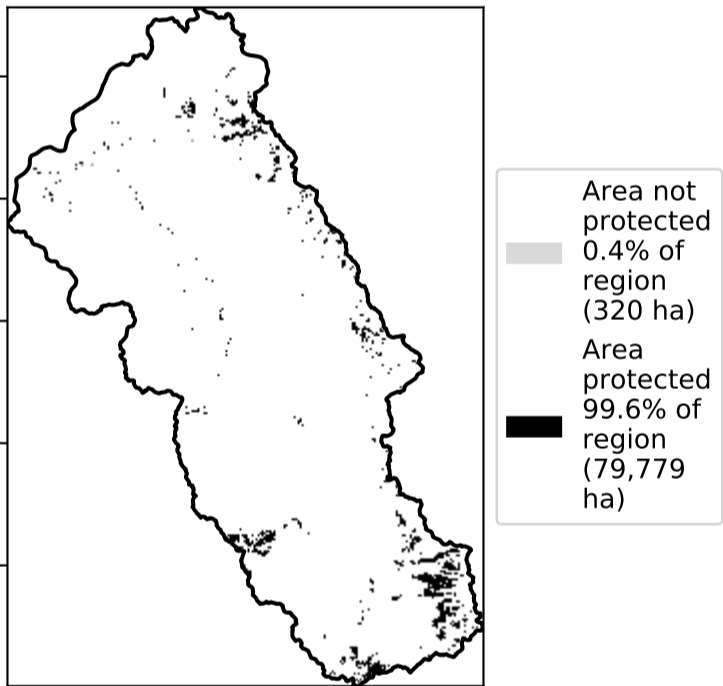 Area not
protected
0.4% of
region
(320 ha)
Area
protected
99.6% of
region
(79,779
ha)